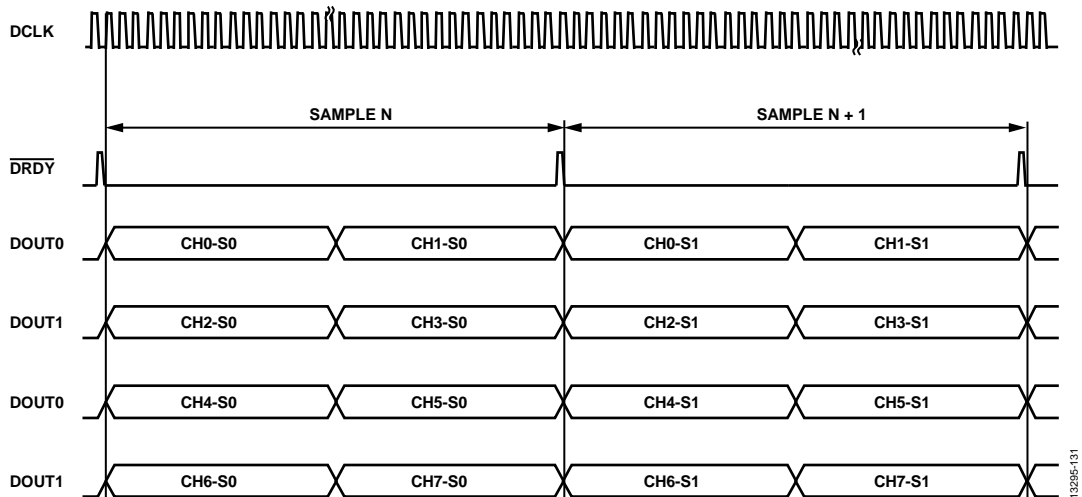 DCLK
SAMPLE N SAMPLE N + 1
DRDY
DOUT0 CH0-S0 CH1-S0 CH0-S1 CH1-S1
DOUT1 CH2-S0 CH3-S0 CH2-S1 CH3-S1
DOUT0 CH4-S0 CH5-S0 CH4-S1 CH5-S1
DOUT1 CH6-S0 CH7-S0 CH6-S1 CH7-S1
13295-131